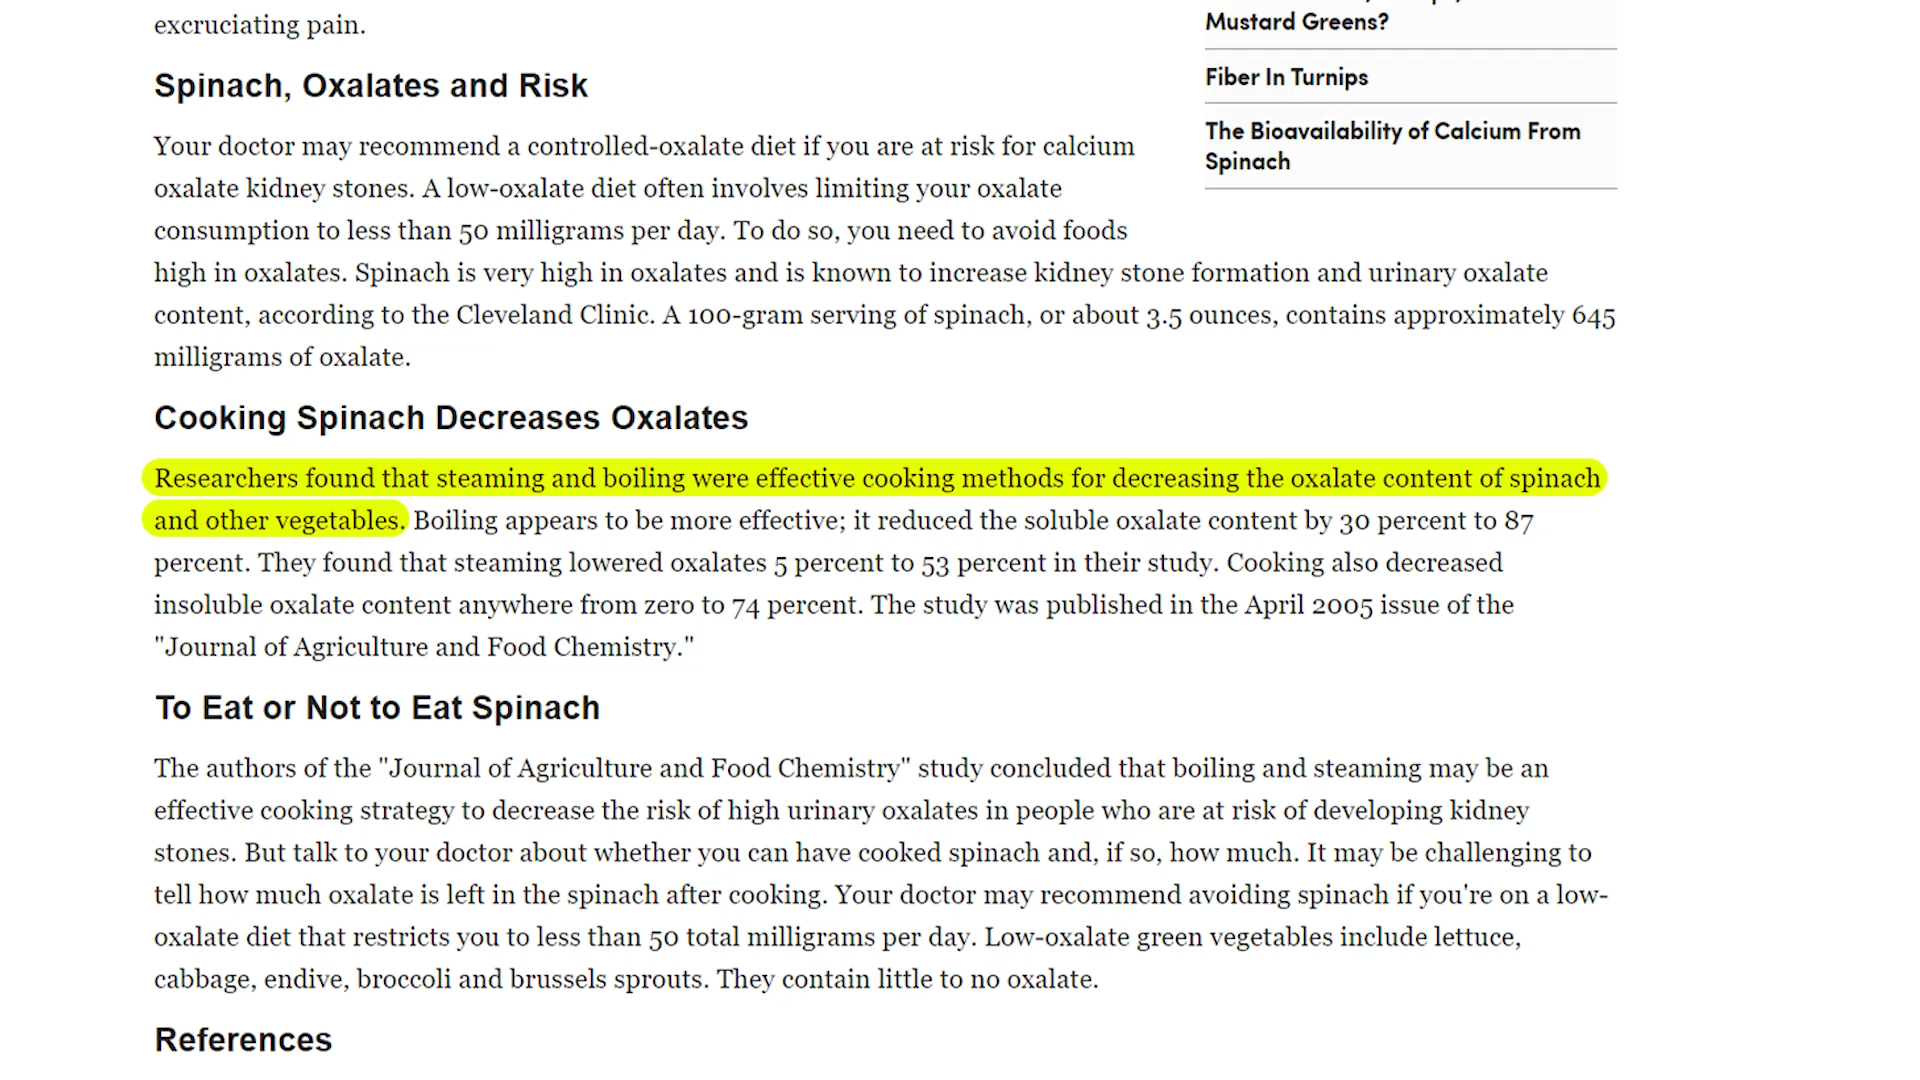 excruciating pain.
Mustard Greens?
Fiber In Turnips
The Bioavailability of Calcium From
Spinach
Spinach, Oxalates and Risk
Your doctor may recommend a controlled-oxalate diet if you are at risk for calcium
oxalate kidney stones. A low-oxalate diet often involves limiting your oxalate
consumption to less than 50 milligrams per day. To do so, you need to avoid foods
high in oxalates. Spinach is very high in oxalates and is known to increase kidney stone formation and urinary oxalate
content, according to the Cleveland Clinic. A 100-gram serving of spinach, or about 3.5 ounces, contains approximately 645
milligrams of oxalate.
Cooking Spinach Decreases Oxalates
Researchers found that steaming and boiling were effective cooking methods for decreasing the oxalate content of spinach
and other vegetables. Boiling appears to be more effective; it reduced the soluble oxalate content by 30 percent to 87
percent. They found that steaming lowered oxalates 5 percent to 53 percent in their study. Cooking also decreased
insoluble oxalate content anywhere from zero to 74 percent. The study was published in the April 2005 issue of the
"Journal of Agriculture and Food Chemistry."
To Eat or Not to Eat Spinach
The authors of the "Journal of Agriculture and Food Chemistry" study concluded that boiling and steaming may be an
effective cooking strategy to decrease the risk of high urinary oxalates in people who are at risk of developing kidney
stones. But talk to your doctor about whether you can have cooked spinach and, if so, how much. It may be challenging to
tell how much oxalate is left in the spinach after cooking. Your doctor may recommend avoiding spinach if you're on a low-
oxalate diet that restricts you to less than 50 total milligrams per day. Low-oxalate green vegetables include lettuce,
cabbage, endive, broccoli and brussels sprouts. They contain little to no oxalate.
References